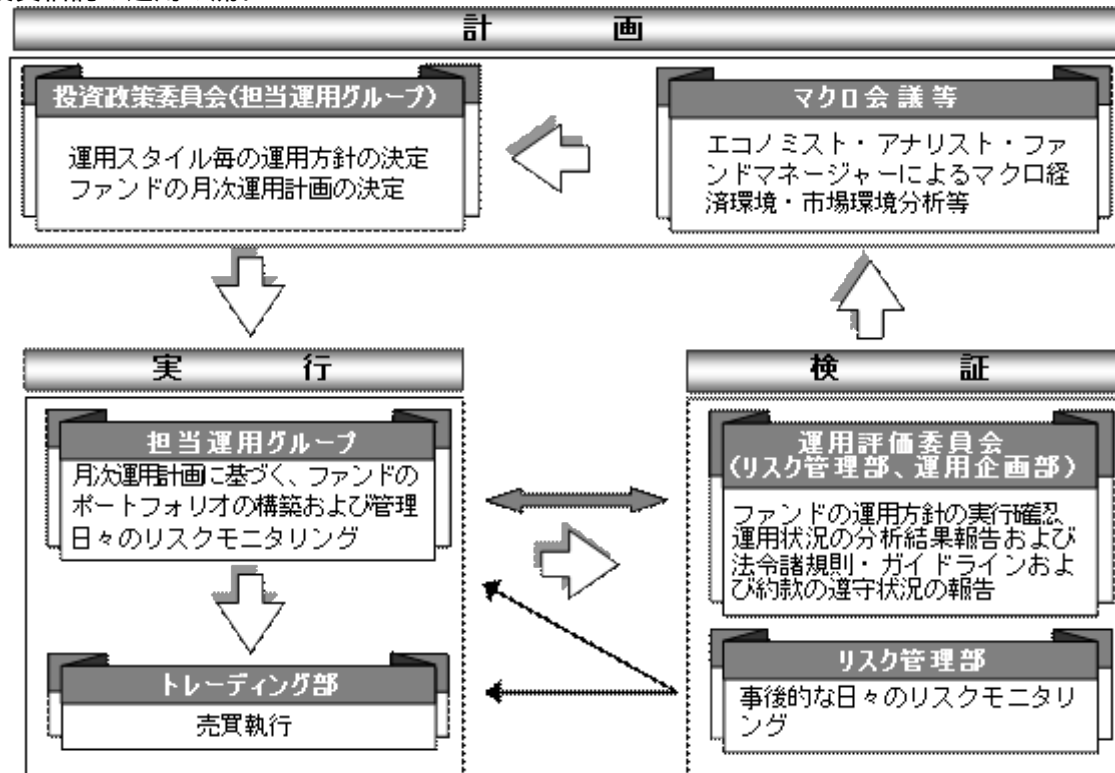 計　画
投資政策委員会(担当運用グループ)
運用スタイル毎の運用方針の決定
ファンドの月次運用計画の決定
マクロ会議等
エコノミスト・アナリスト・ファ
ンドマネージャーによるマクロ経
済環境・市場環境分析等
実　行
担当運用グループ
月次運用計画に基づく、ファンドの
ポートフォリオの構築および管理
日々のリスクモニタリング
トレーディング部
売買執行
検　証
運用評価委員会
(リスク管理部、運用企画部)
ファンドの運用方針の実行確認
運用状況の分析結果報告および
法令諸規則・ガイドラインおよ
び約款の遵守状況の報告
リスク管理部
事後的な日々のリスクモニタリ
ング